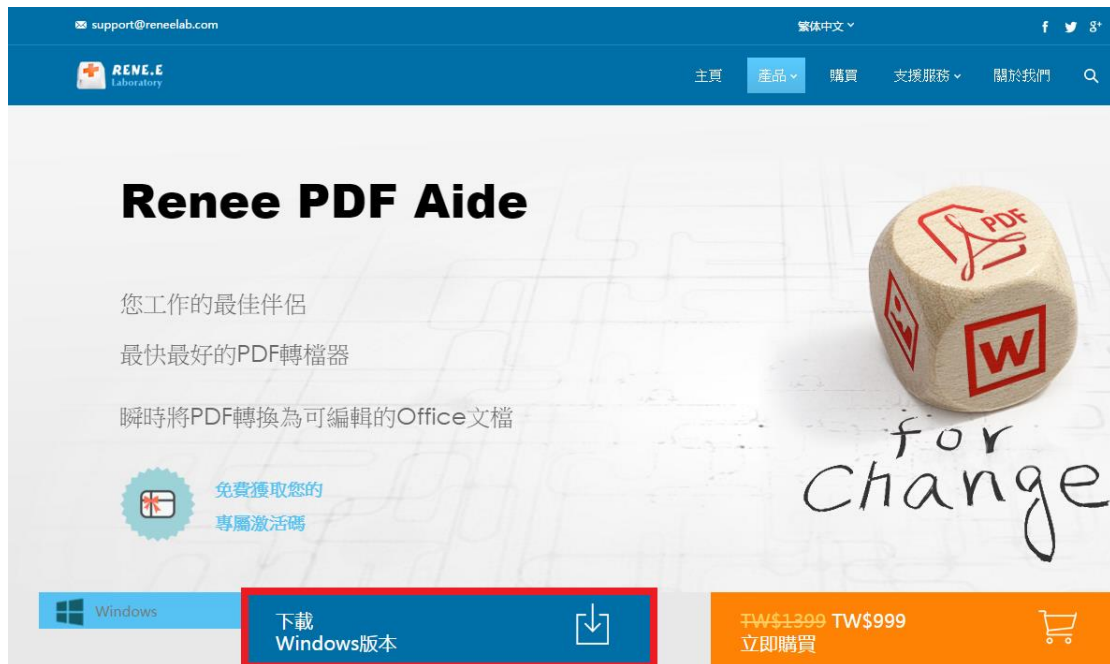 support@reneelab.com
繁体中文
RENE.E
Laboratory
主頁 產品 購買 支援服務 關於我們
Renee PDF Aide
您工作的最佳伴侶
最快最好的PDF轉檔器
瞬時將PDF轉換為可編輯的Office文檔
免費獲取您的
專屬激活碼
PDF
W
for
Change
Windows
下載
Windows版本
TW$1399 TW$999
立即購買